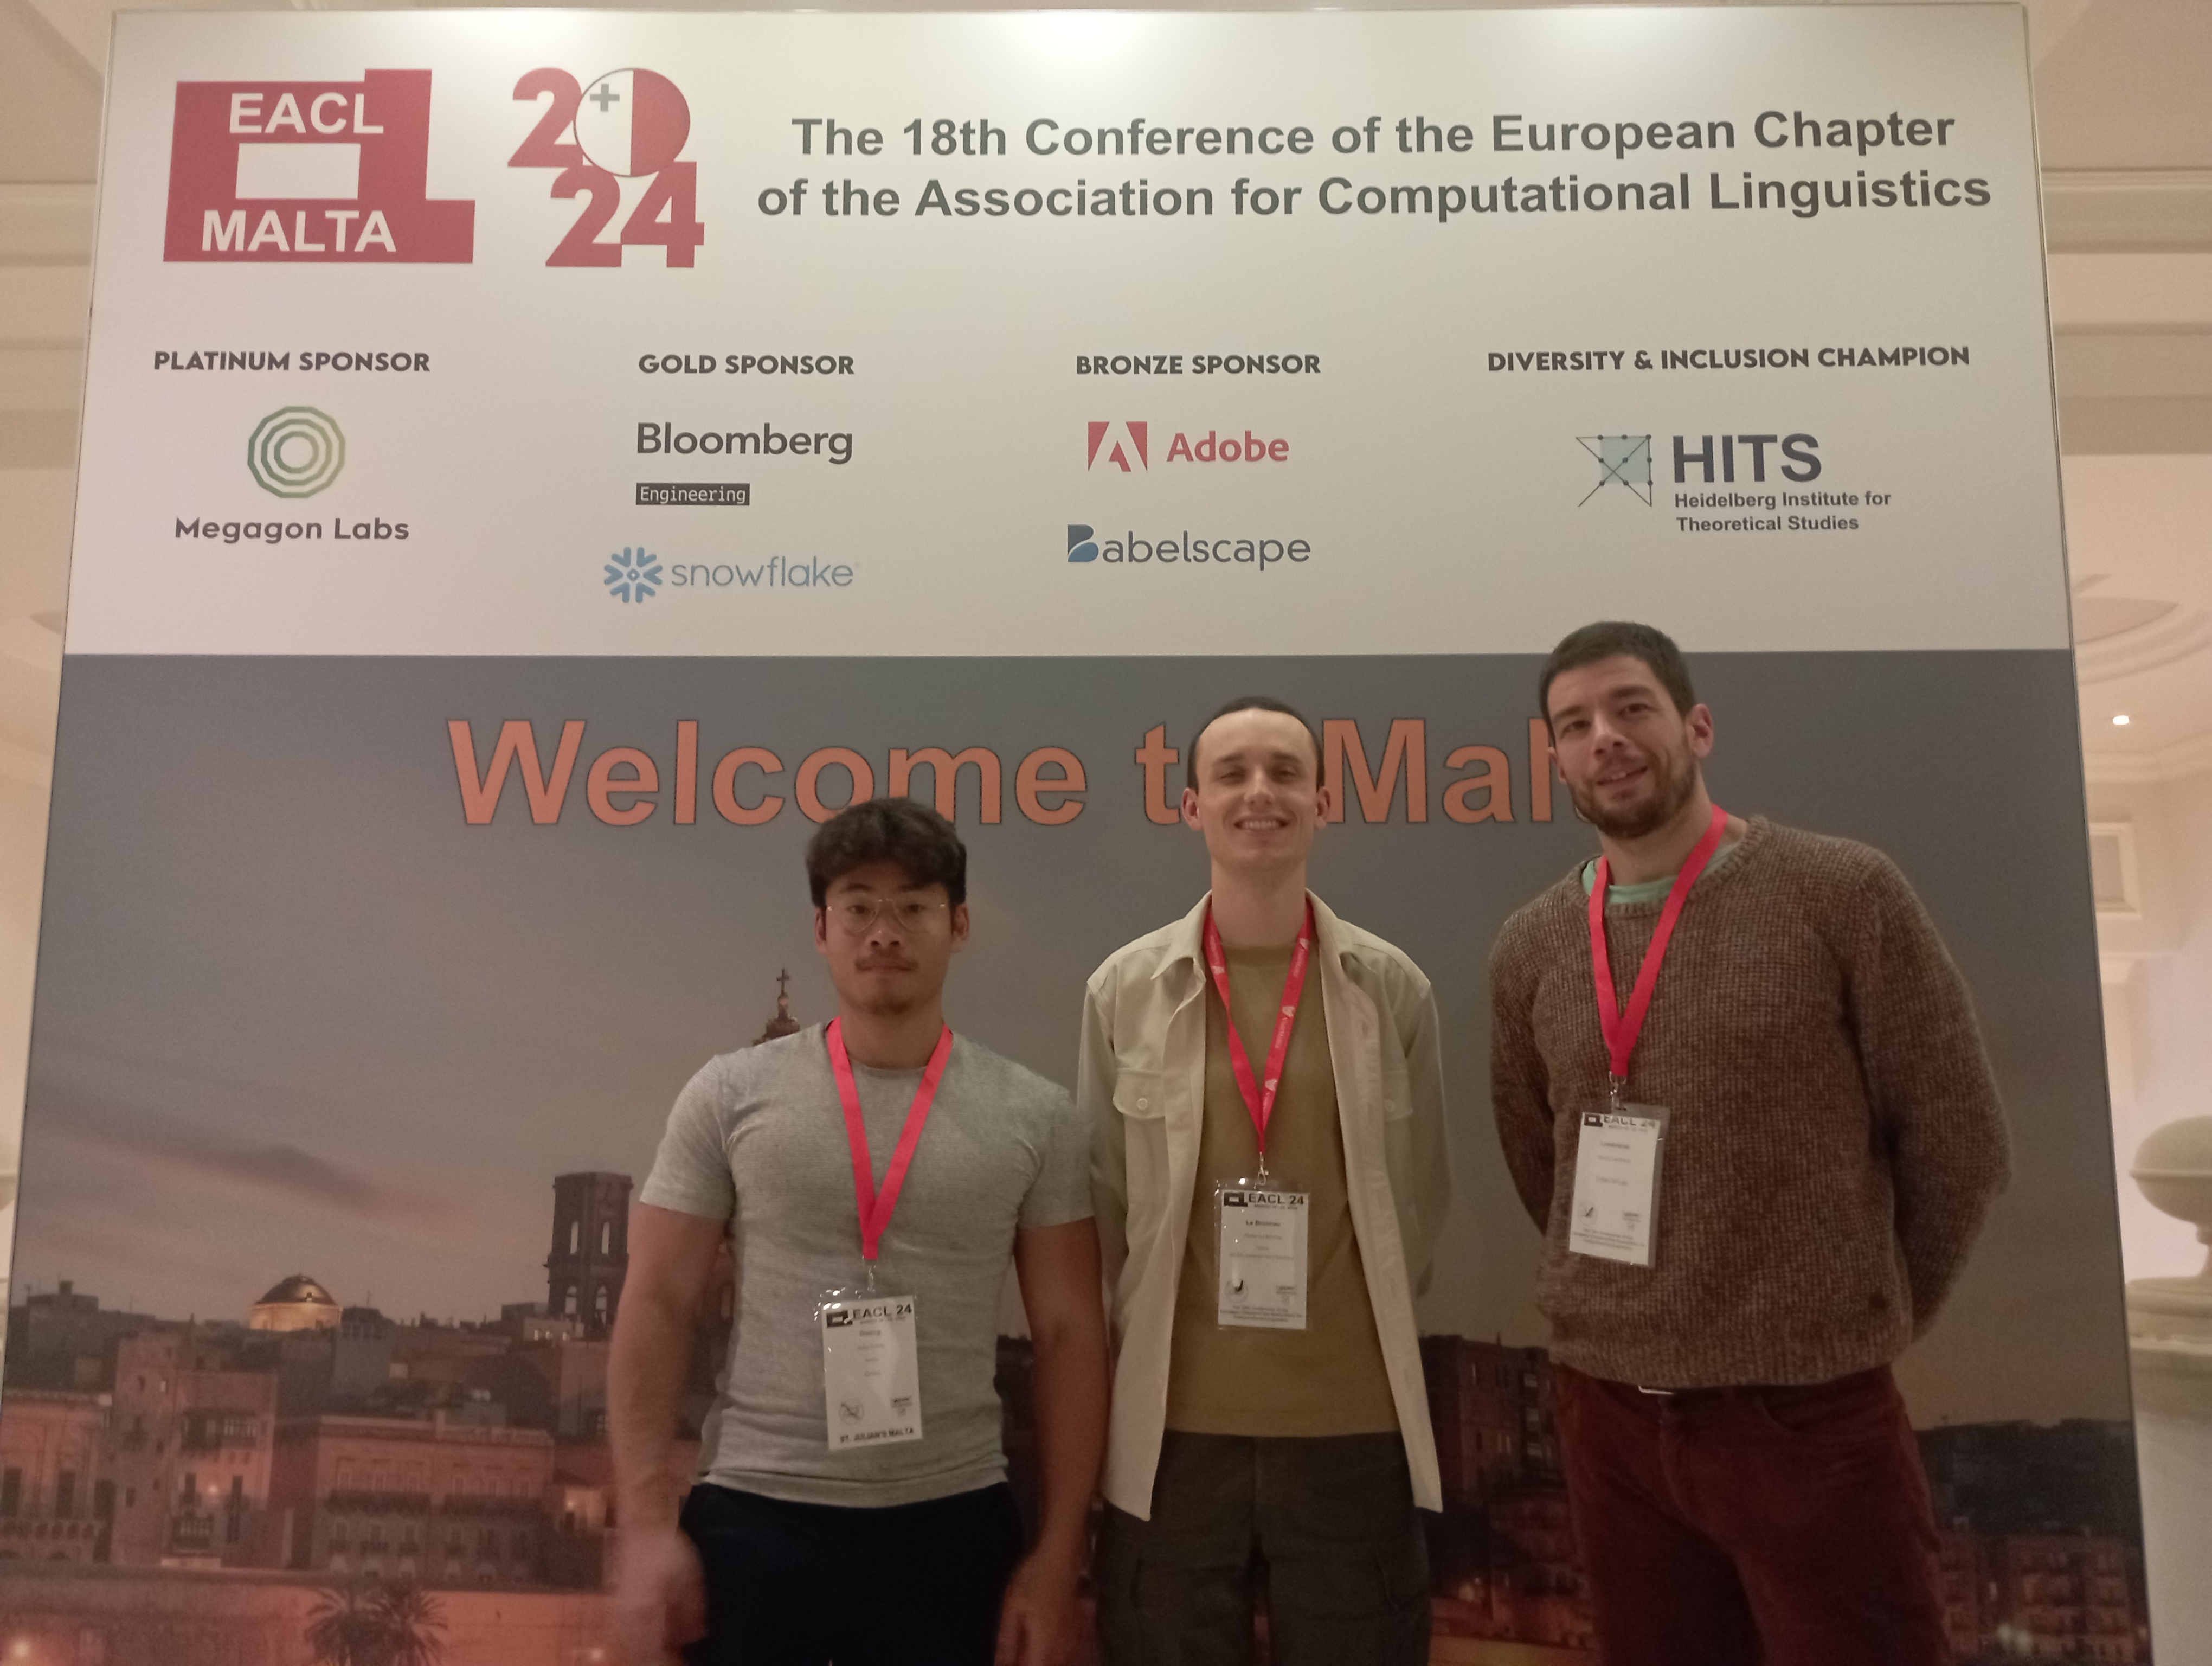 EACL
MALTA
2024
The 18th Conference of the European Chapter
of the Association for Computational Linguistics
PLATINUM SPONSOR
Megagon Labs
GOLD SPONSOR
Bloomberg
Engineering
snowflake
BRONZE SPONSOR
Adobe
Babelscape
DIVERSITY & INCLUSION CHAMPION
HITS
Heidelberg Institute for
Theoretical Studies
Welcome t Mal
EACL 24
ST. JULIAN'S MALTA
EACL 24
EACL 24